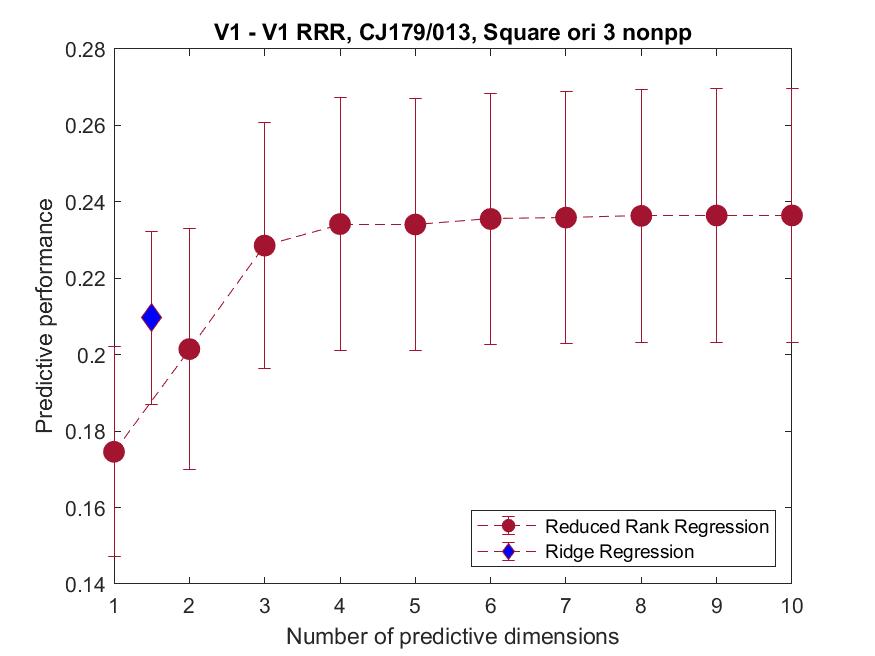 V1 - V1 RRR, CJ179/013, Square ori 3 nonpp
Predictive performance
0.28
0.26
0.24
0.22
0.2
0.18
0.16
0.14
Reduced Rank Regression
Ridge Regression
1 2 3 4 5 6 7 8 9 10
Number of predictive dimensions